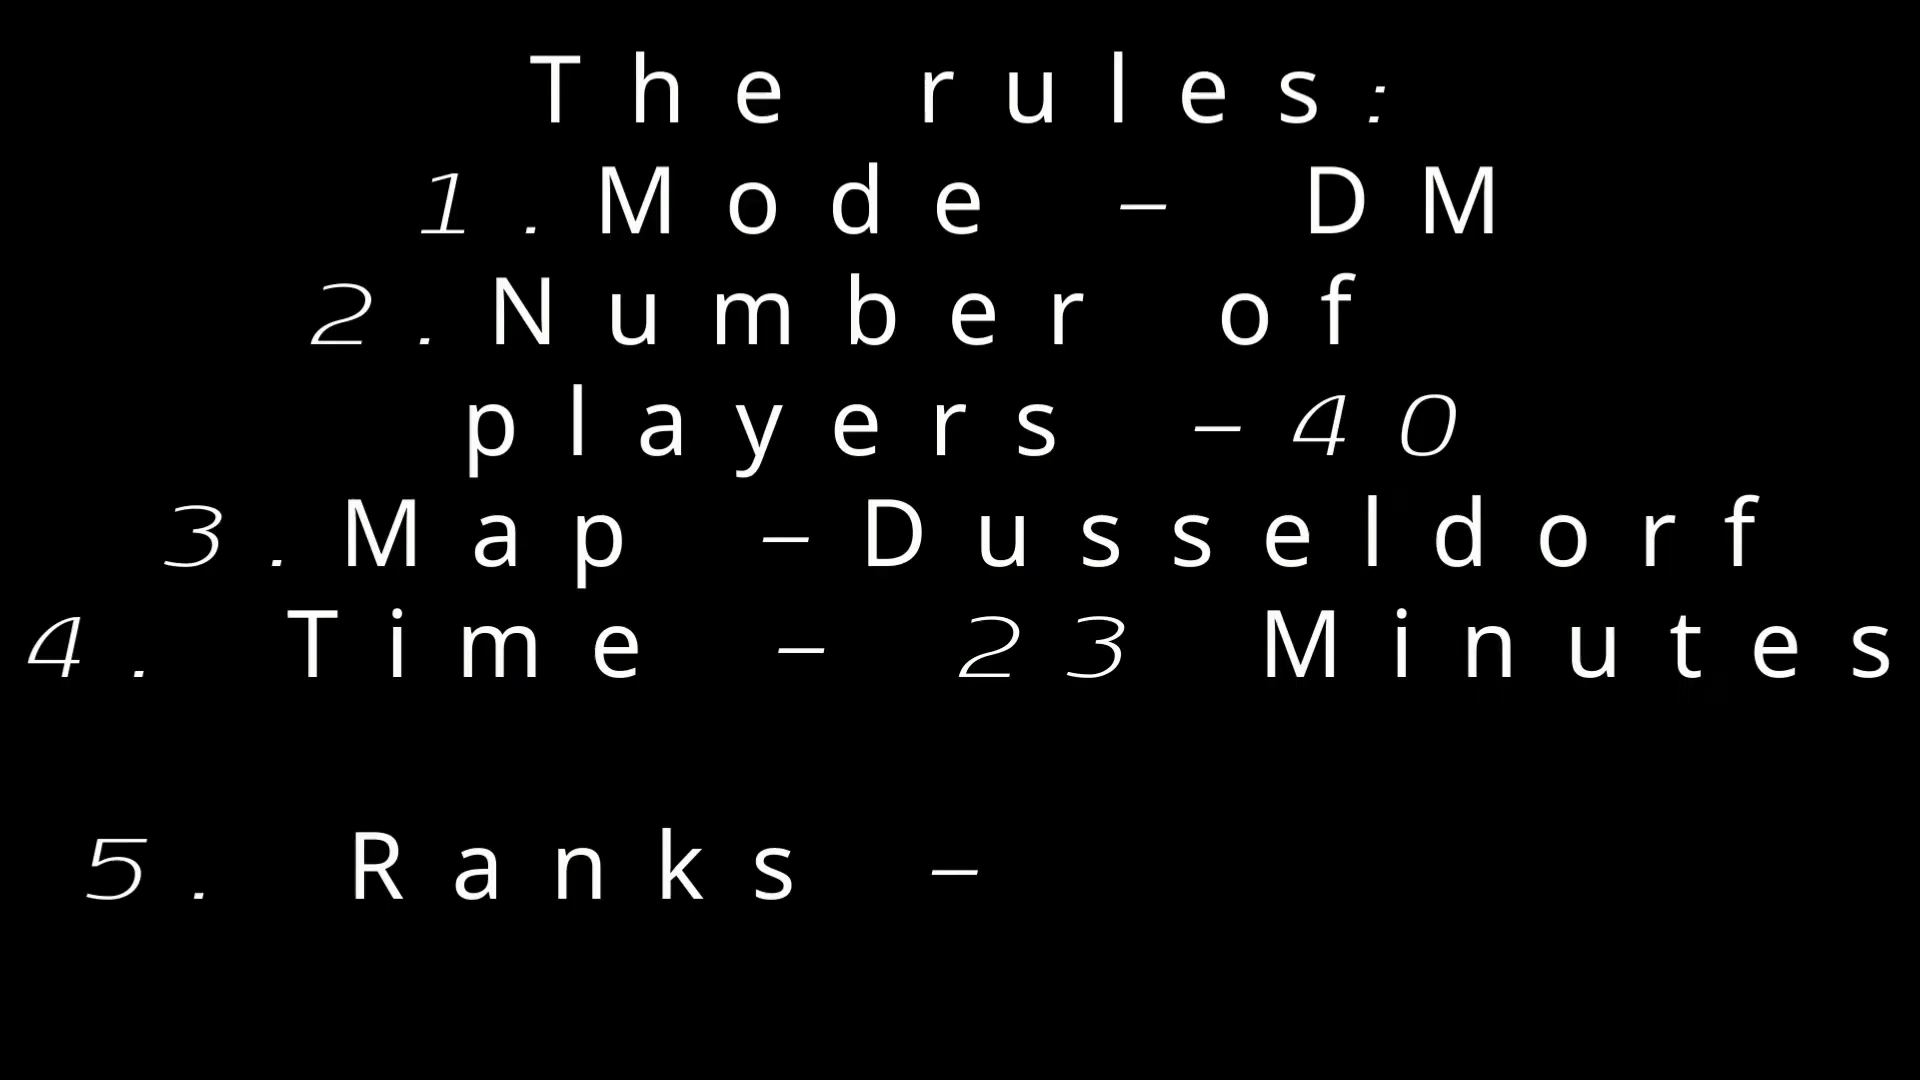 The rules:
1.Mode - DM
2.Number of
players -40
3.Map -Dusseldorf
4. Time - 23 Minutes
5. Ranks -